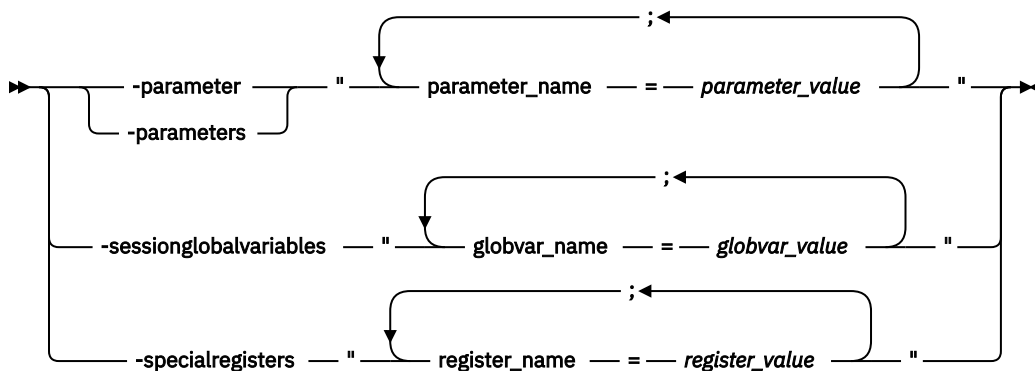 ;
-parameter " parameter_name = parameter_value "
-parameters
;
-sessionglobalvariables " globvar_name = globvar_value "
;
-specialregisters " register_name = register_value "